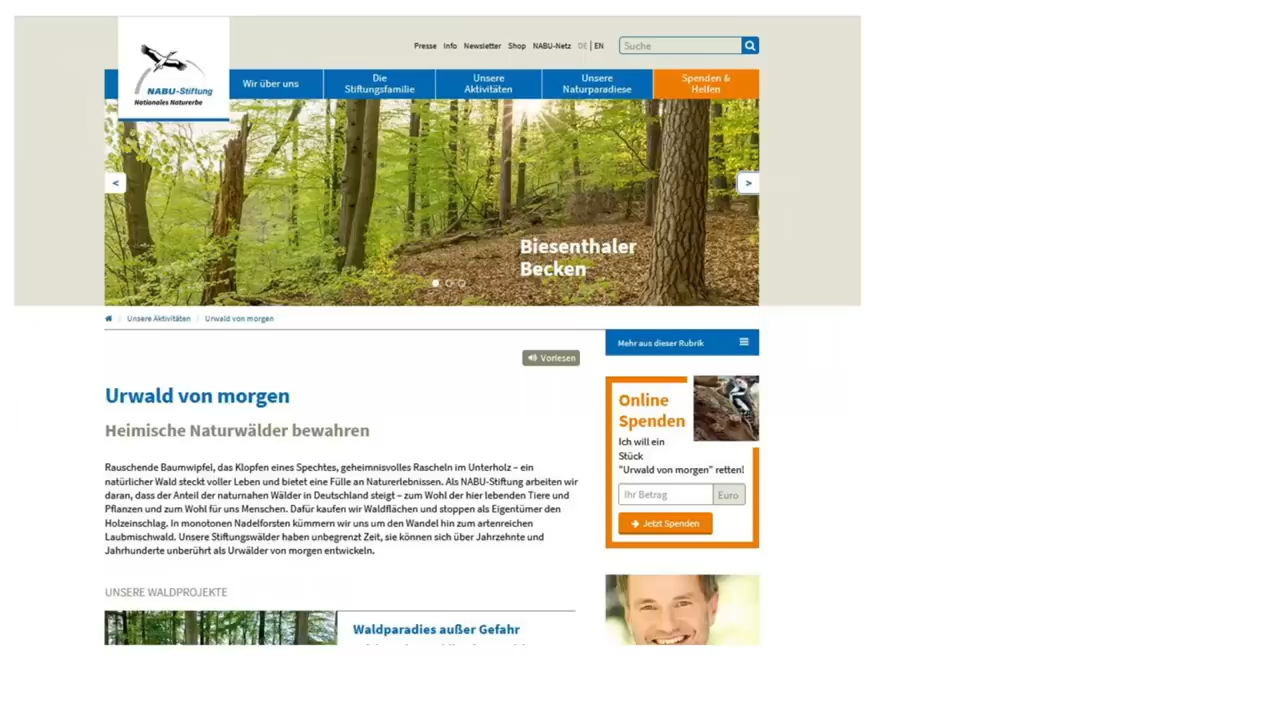 Presse Info Newsletter Shop NABU-Netz DE | EN
Suche
NABU-Stiftung
Nationales Naturerbe
Wir über uns
Die
Stiftungsfamilie
Unsere
Aktivitäten
Unsere
Naturparadiese
Spenden &
Helfen
<
>
Biesenthaler
Becken
Unsere Aktivitäten / Urwald von morgen
Mehr aus dieser Rubrik
Vorlesen
Urwald von morgen
Heimische Naturwälder bewahren
Rauschende Baumwipfel, das Klopfen eines Spechtes, geheimnisvolles Rascheln im Unterholz – ein
natürlicher Wald steckt voller Leben und bietet eine Fülle an Naturerlebnissen. Als NABU-Stiftung arbeiten wir
daran, dass der Anteil der naturnahen Wälder in Deutschland steigt – zum Wohl der hier lebenden Tiere und
Pflanzen und zum Wohl für uns Menschen. Dafür kaufen wir Waldflächen und stoppen als Eigentümer den
Holzeinschlag. In monotonen Nadelforsten kümmern wir uns um den Wandel hin zum artenreichen
Laubmischwald. Unsere Stiftungswälder haben unbegrenzt Zeit, sie können sich über Jahrzehnte und
Jahrhunderte unberührt als Urwälder von morgen entwickeln.
Online
Spenden
Ich will ein
Stück
"Urwald von morgen" retten!
Ihr Betrag
Euro
Jetzt Spenden
UNSERE WALDPROJEKTE
Waldparadies außer Gefahr